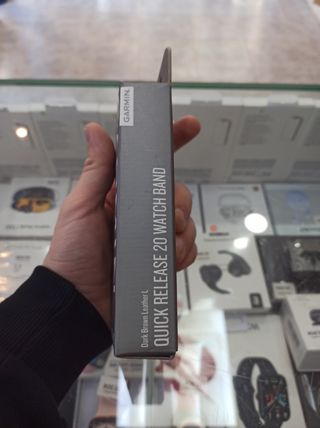 GARMIN
Dark Brown Leather L
QUICK RELEASE 20 WATCH BAND